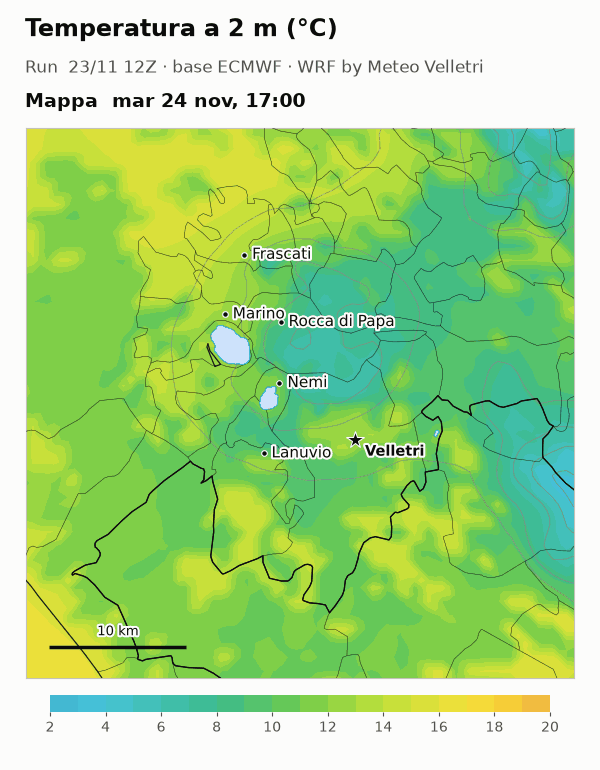 Temperatura a 2 m (°C)
Run  23/11 12Z · base ECMWF · WRF by Meteo Velletri
Mappa  mar 24 nov, 17:00
Frascati
Marino
Rocca di Papa
Nemi
Velletri
Lanuvio
10 km
2 4 6 8 10 12 14 16 18 20